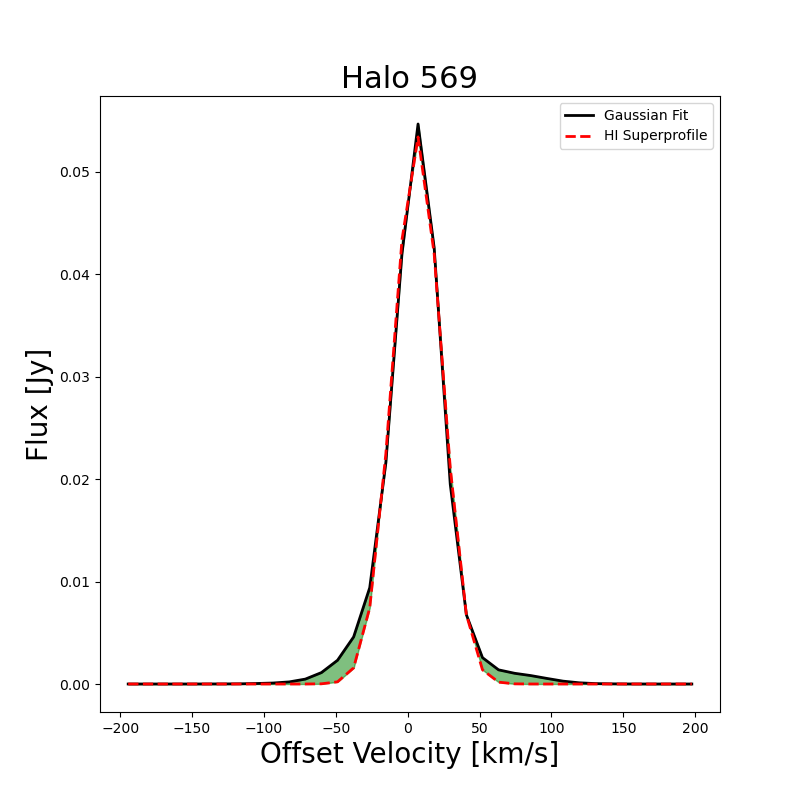 Halo 569
Gaussian Fit
HI Superprofile
Flux [Jy]
0.05
0.04
0.03
0.02
0.01
0.00
−200 −150 −100 −50 0 50 100 150 200
Offset Velocity [km/s]